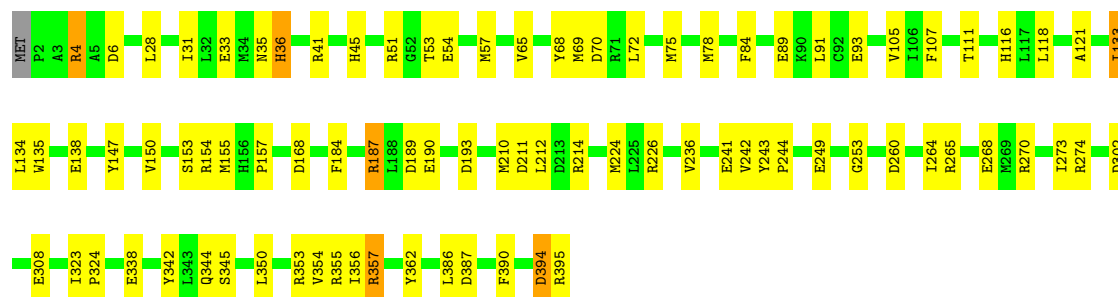 MET P2 A3 R4 A5 D6 L28 I31 L32 E33 M34 N35 H36 R41 H45 R51 G52 T53 E54 M57 V65 Y68 M69 D70 R71 L72 M75 M78 F84 E89 K90 L91 C92 E93 V105 I106 F107 T111 H116 L117 L118 A121 I133
L134 W135 E138 Y147 V150 S153 R154 M155 H156 P157 D168 F184 R187 L188 D189 E190 D193 M210 D211 L212 D213 R214 M224 L225 R226 V236 E241 V242 Y243 P244 E249 G253 D260 I264 R265 E268 M269 R270 I273 R274 D302
E308 I323 P324 E338 Y342 L343 Q344 S345 L350 R353 V354 R355 I356 R357 Y362 L386 D387 F390 D394 R395